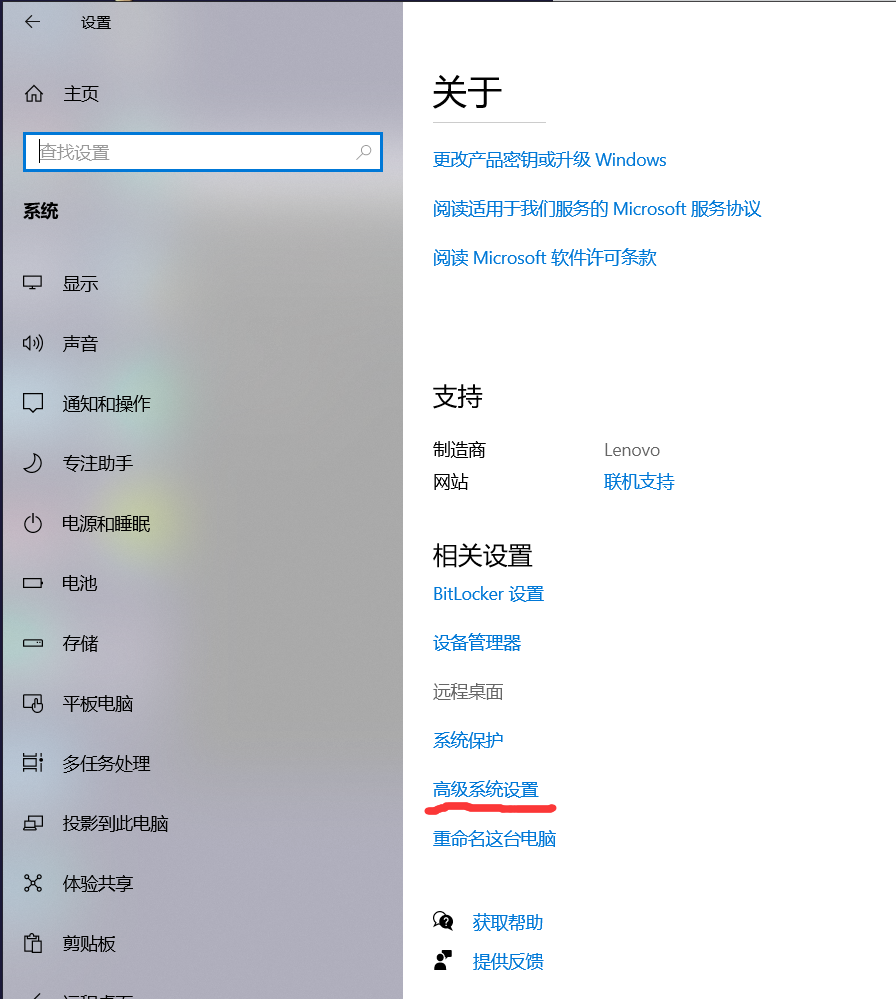 设置
主页
查找设置
系统
显示
声音
通知和操作
专注助手
电源和睡眠
电池
存储
平板电脑
多任务处理
投影到此电脑
体验共享
剪贴板
远程桌面
关于
更改产品密钥或升级 Windows
阅读适用于我们服务的 Microsoft 服务协议
阅读 Microsoft 软件许可条款
支持
制造商 Lenovo
网站 联机支持
相关设置
BitLocker 设置
设备管理器
远程桌面
系统保护
高级系统设置
重命名这台电脑
获取帮助
提供反馈